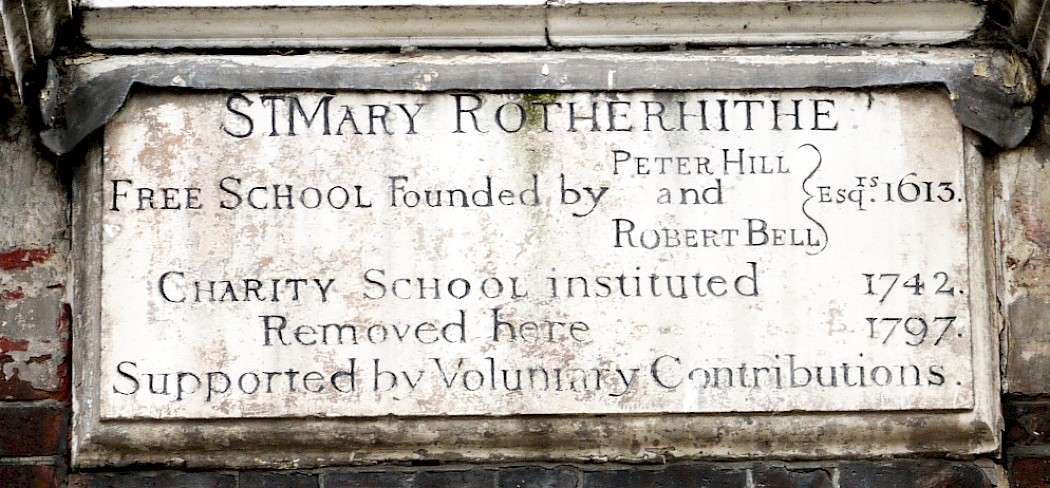 ST MARY ROTHERHITHE
FREE SCHOOL Founded by PETER HILL and ROBERT BELL } Esqrs. 1613.
CHARITY SCHOOL instituted 1742.
Removed here 1797.
Supported by Voluntary Contributions.